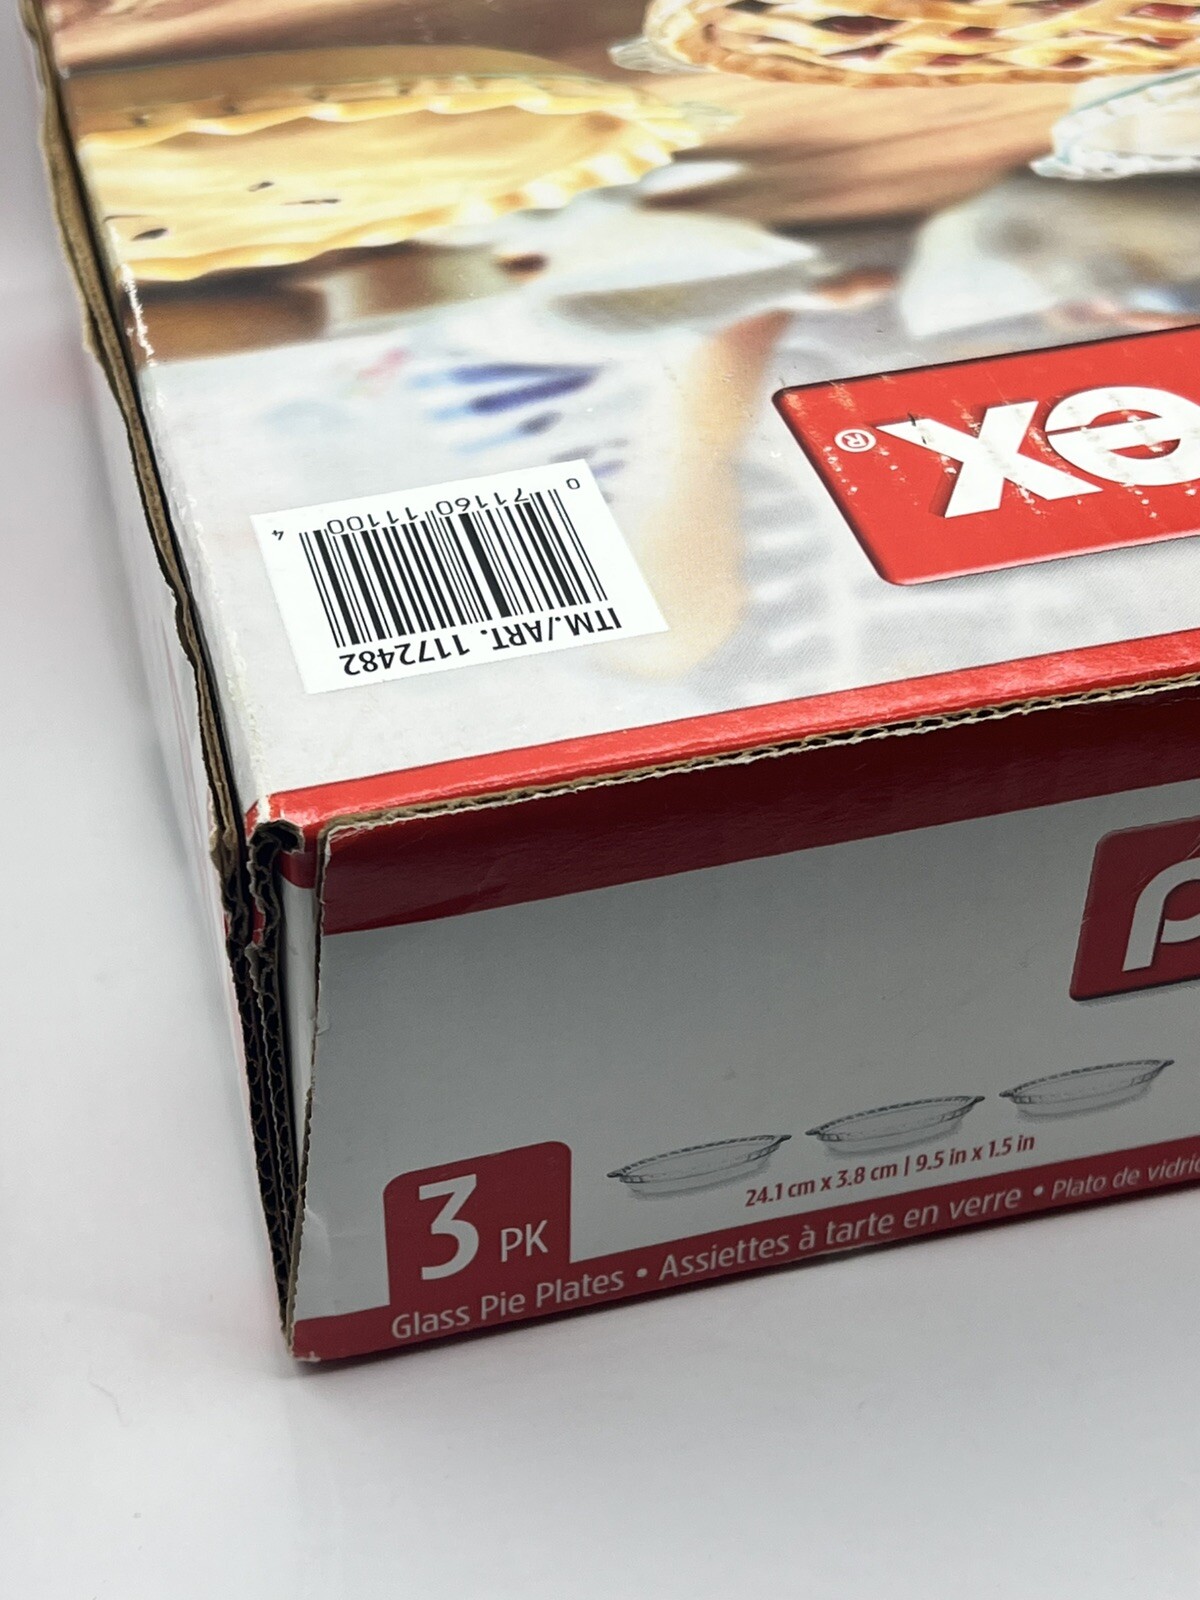 ex®
ITM./ART. 1172482
0 71160 11100 4
p
24.1 cm x 3.8 cm | 9.5 in x 1.5 in
3 PK
Glass Pie Plates • Assiettes à tarte en verre • Plato de vidrio